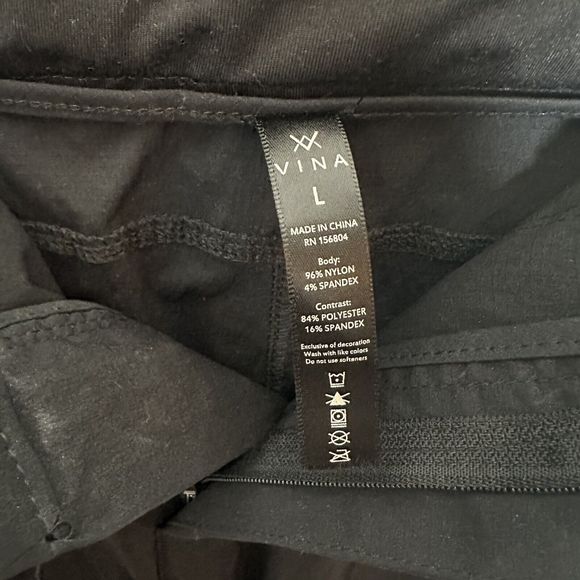 VINA
L
MADE IN CHINA
RN 156804
Body:
96% NYLON
4% SPANDEX
Contrast:
84% POLYESTER
16% SPANDEX
Exclusive of decoration
Wash with like colors
Do not use softeners